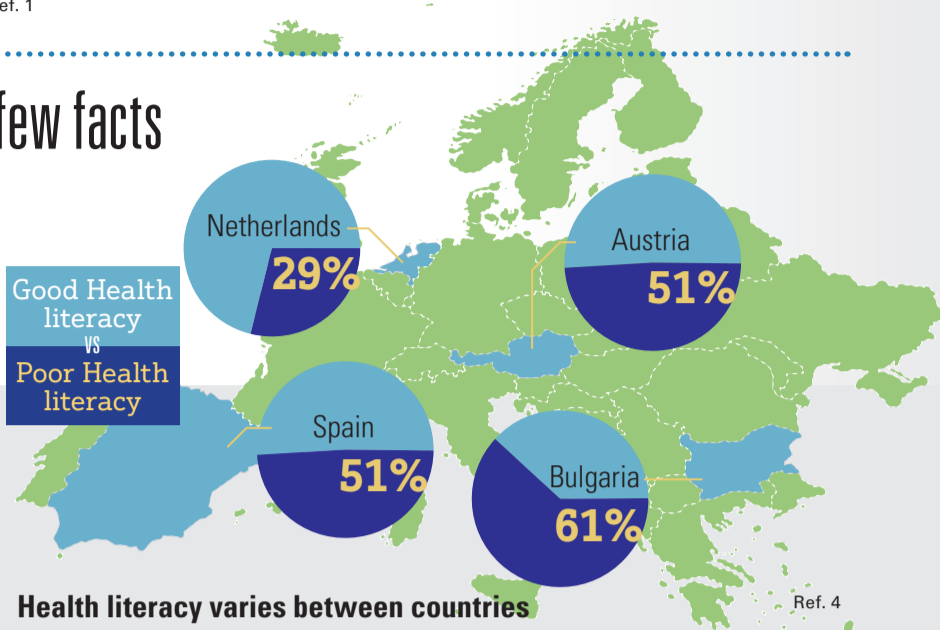 ef. 1
few facts
Netherlands
29%
Austria
51%
Good Health
literacy
vs
Poor Health
literacy
Spain
51%
Bulgaria
61%
Health literacy varies between countries
Ref. 4